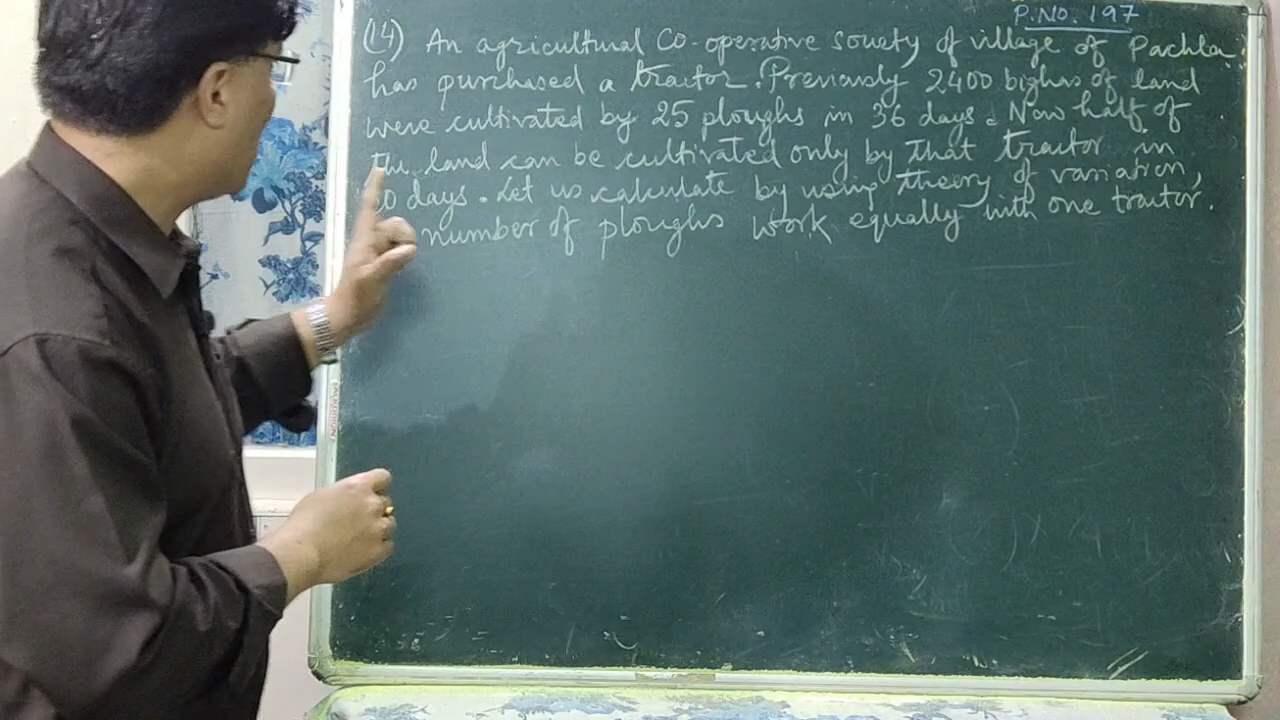 P.NO. 197
(14) An agricultural Co-operative society of village of Pachla
has purchased a tractor. Previously 2400 bighas of land
were cultivated by 25 ploughs in 36 days. Now half of
the land can be cultivated only by that tractor in
days. Let us calculate by using theory of variation,
number of ploughs work equally with one tractor.